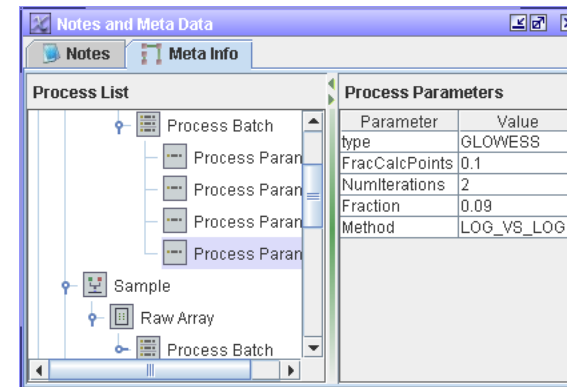 Notes and Meta Data
Notes
Meta Info
Process List
Process Batch
Process Paran
Process Paran
Process Paran
Process Paran
Sample
Raw Array
Process Batch
Process Parameters
Parameter Value
type GLOWESS
FracCalcPoints 0.1
NumIterations 2
Fraction 0.09
Method LOG_VS_LOG